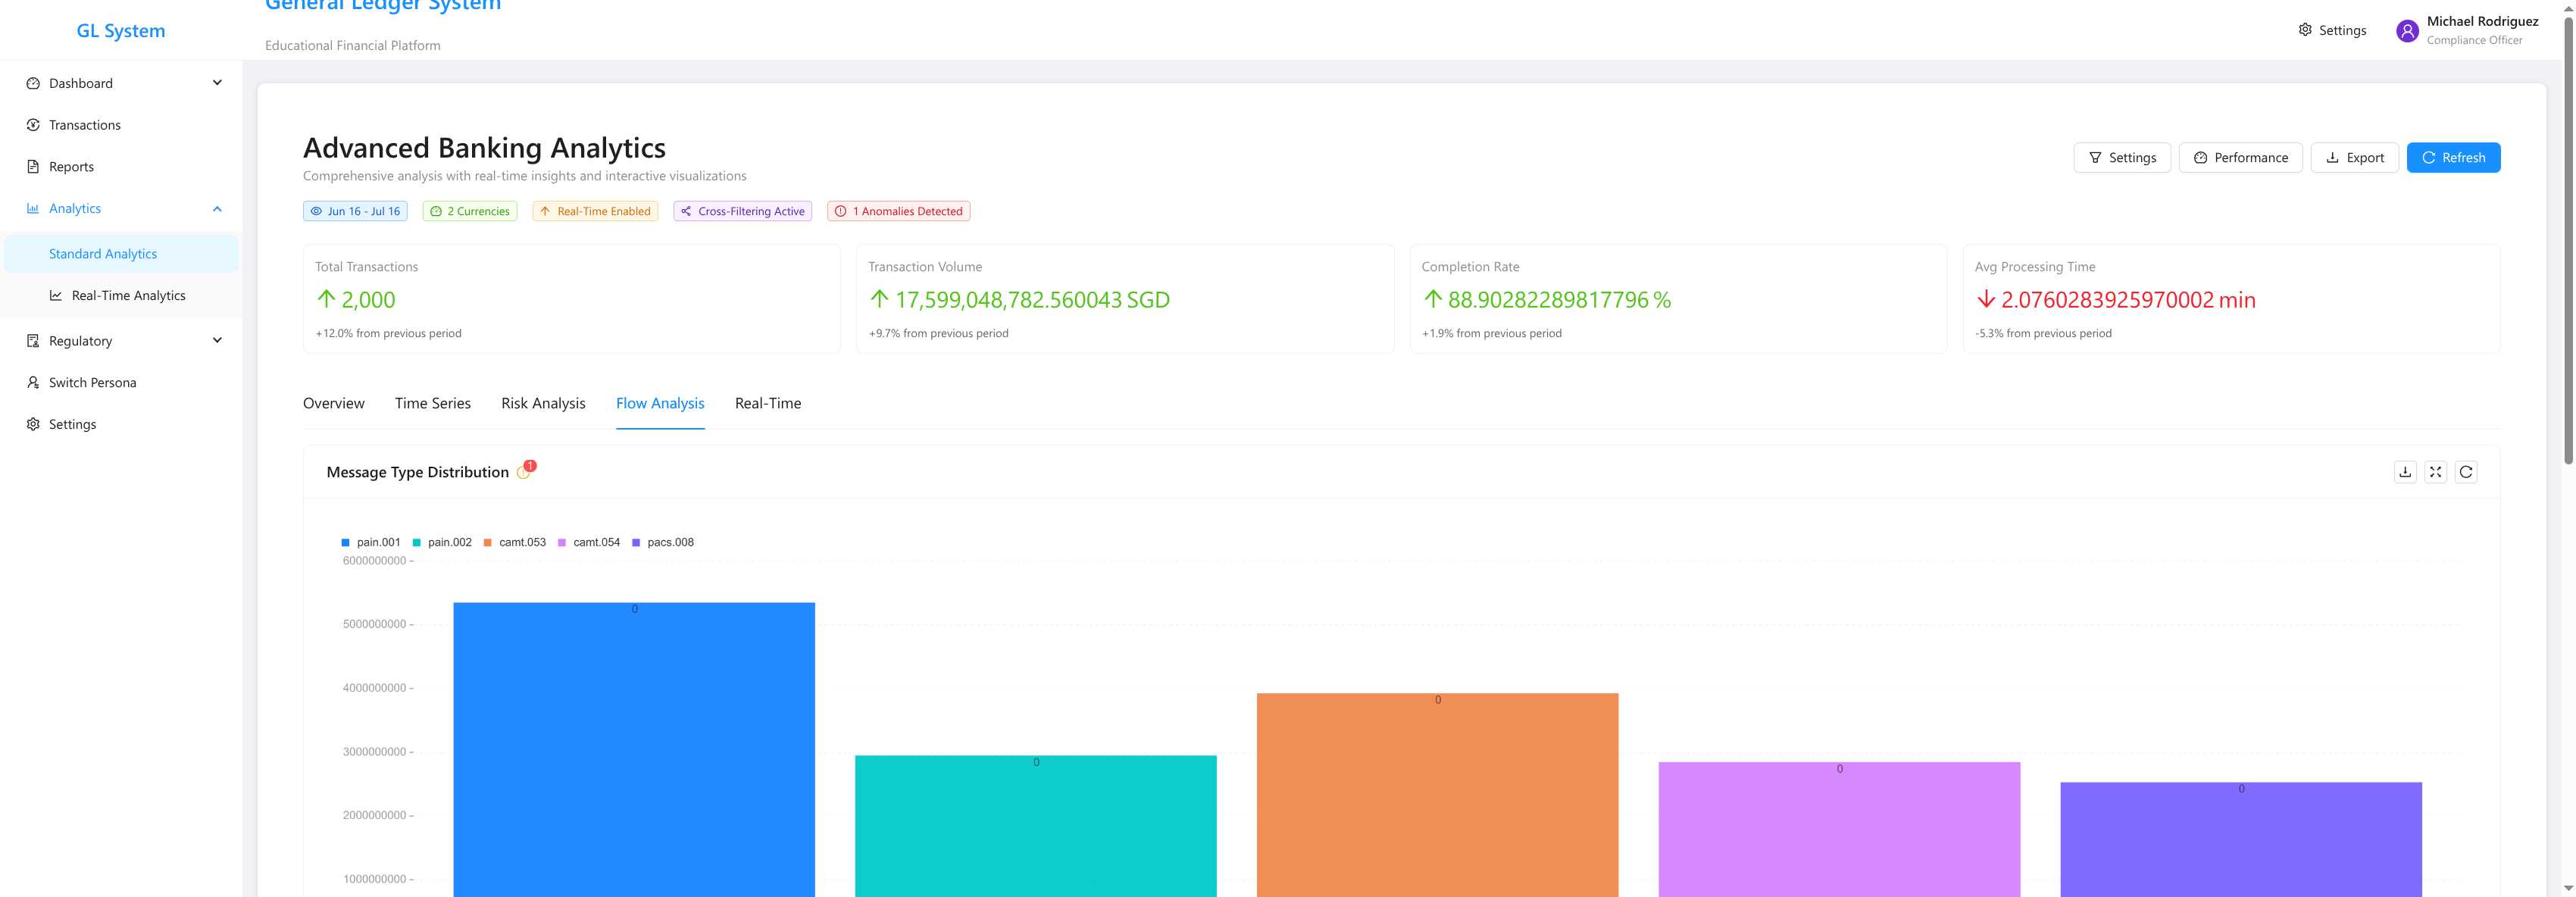 General Ledger System
GL System
Educational Financial Platform
Settings
Michael Rodriguez
Compliance Officer
Dashboard
Transactions
Reports
Analytics
Standard Analytics
Real-Time Analytics
Regulatory
Switch Persona
Settings
Advanced Banking Analytics
Comprehensive analysis with real-time insights and interactive visualizations
Settings
Performance
Export
Refresh
Jun 16 - Jul 16
2 Currencies
Real-Time Enabled
Cross-Filtering Active
1 Anomalies Detected
Total Transactions
2,000
+12.0% from previous period
Transaction Volume
17,599,048,782.560043 SGD
+9.7% from previous period
Completion Rate
88.90282289817796 %
+1.9% from previous period
Avg Processing Time
2.0760283925970002 min
-5.3% from previous period
Overview
Time Series
Risk Analysis
Flow Analysis
Real-Time
Message Type Distribution
1
pain.001
pain.002
camt.053
camt.054
pacs.008
6000000000
5000000000
4000000000
3000000000
2000000000
1000000000
0
0
0
0
0